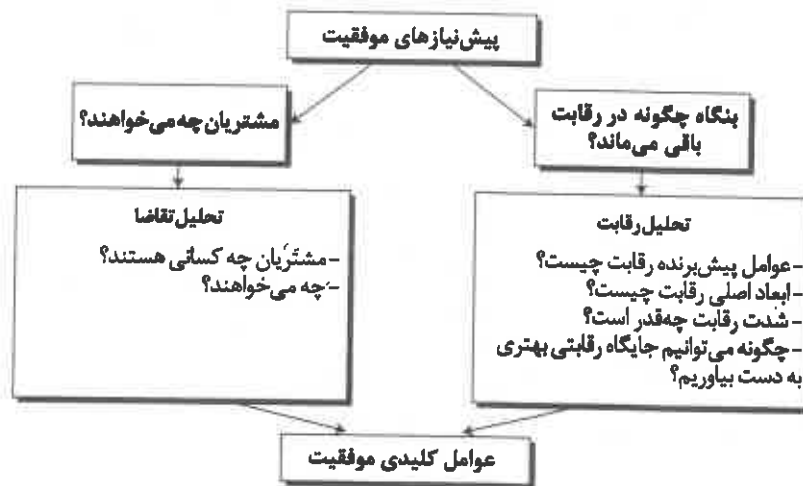 پیش‌نیازهای موفقیت
بنگاه چگونه در رقابت
باقی می‌ماند؟
مشتریان چه می‌خواهند؟
تحلیل رقابت
-عوامل پیش‌برنده رقابت چیست؟
-ابعاد اصلی رقابت چیست؟
-شدت رقابت چه‌قدر است؟
-چگونه می‌توانیم جایگاه رقابتی بهتری
به دست بیاوریم؟
تحلیل تقاضا
-مشتریان چه کسانی هستند؟
-چه می‌خواهند؟
عوامل کلیدی موفقیت